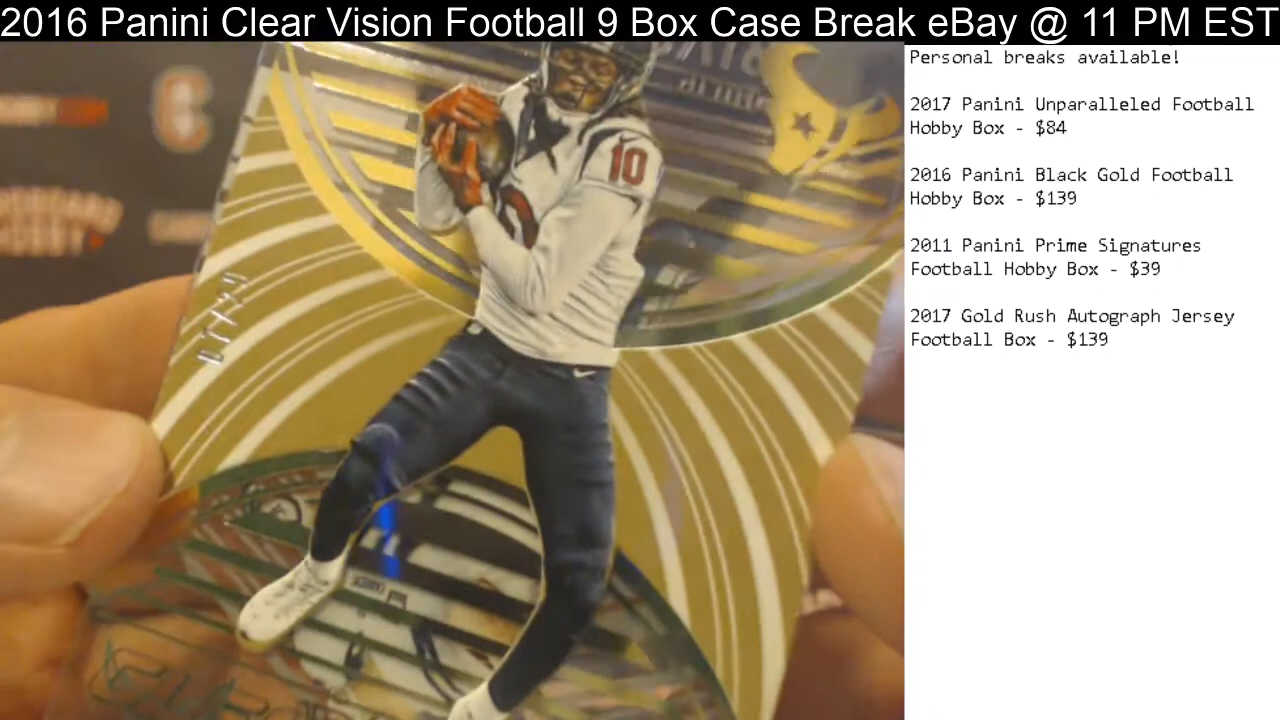 2016 Panini Clear Vision Football 9 Box Case Break eBay @ 11 PM EST
Personal breaks available!
2017 Panini Unparalleled Football
Hobby Box - $84
2016 Panini Black Gold Football
Hobby Box - $139
2011 Panini Prime Signatures
Football Hobby Box - $39
2017 Gold Rush Autograph Jersey
Football Box - $139
10